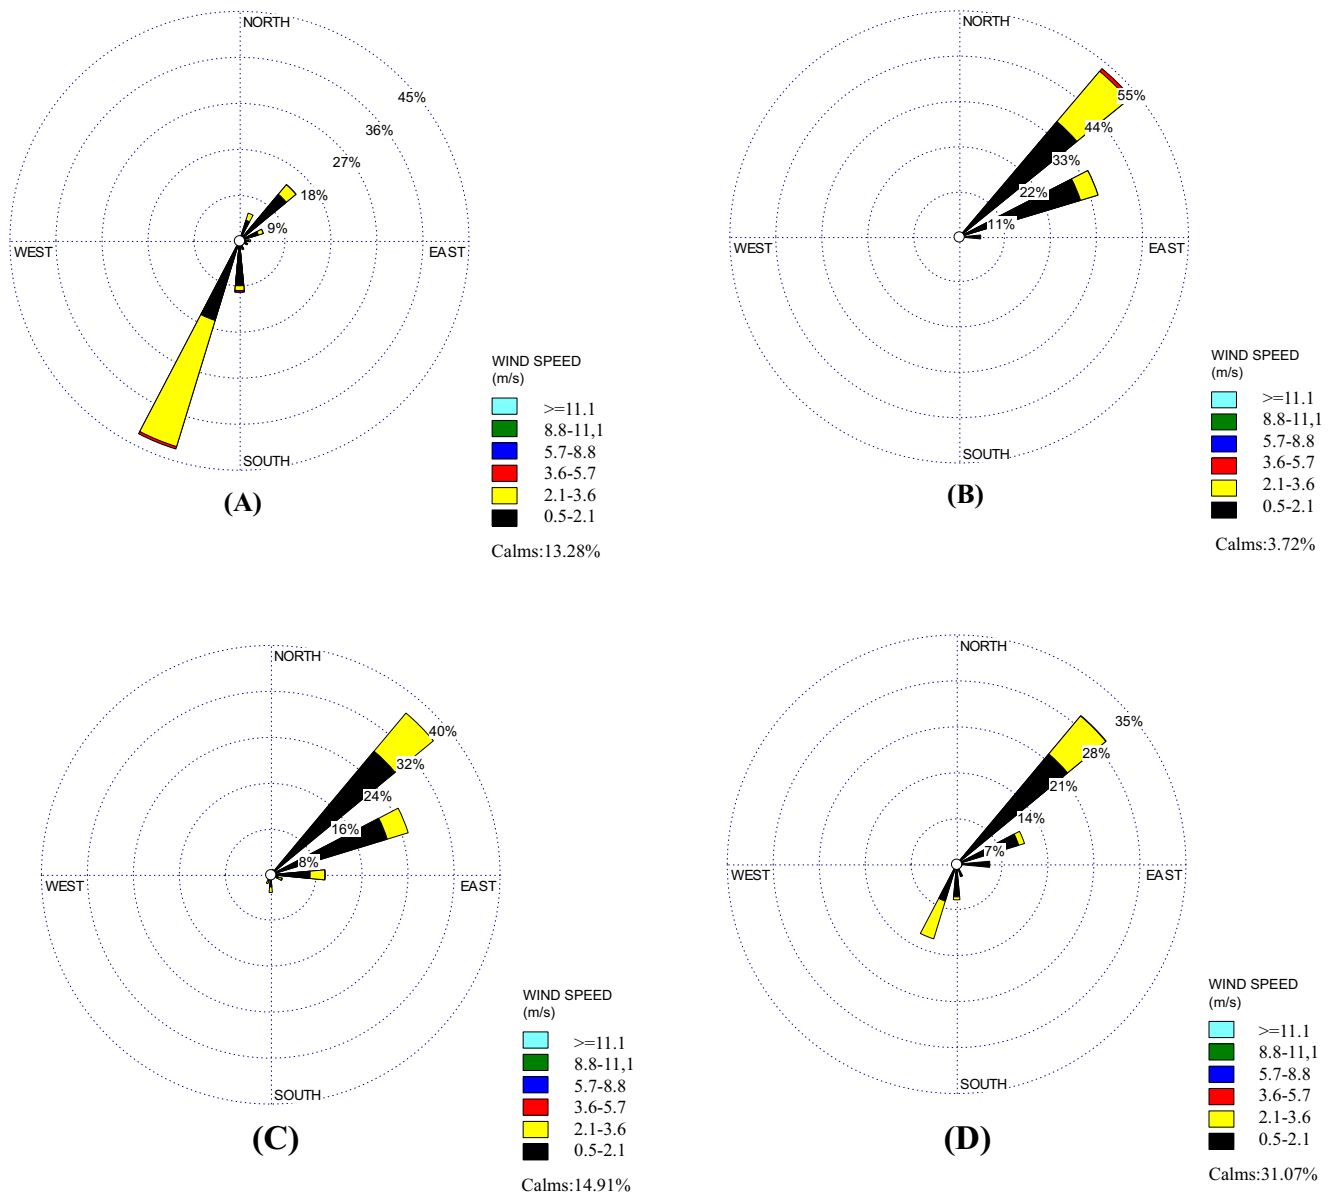 NORTH
45%
36%
27%
18%
9%
WEST
EAST
SOUTH
(A)
WIND SPEED
(m/s)
>=11.1
8.8-11,1
5.7-8.8
3.6-5.7
2.1-3.6
0.5-2.1
Calms:13.28%
NORTH
55%
44%
33%
22%
11%
WEST
EAST
SOUTH
(B)
WIND SPEED
(m/s)
>=11.1
8.8-11,1
5.7-8.8
3.6-5.7
2.1-3.6
0.5-2.1
Calms:3.72%
NORTH
40%
32%
24%
16%
8%
WEST
EAST
SOUTH
(C)
WIND SPEED
(m/s)
>=11.1
8.8-11,1
5.7-8.8
3.6-5.7
2.1-3.6
0.5-2.1
Calms:14.91%
NORTH
35%
28%
21%
14%
7%
WEST
EAST
SOUTH
(D)
WIND SPEED
(m/s)
>=11.1
8.8-11,1
5.7-8.8
3.6-5.7
2.1-3.6
0.5-2.1
Calms:31.07%